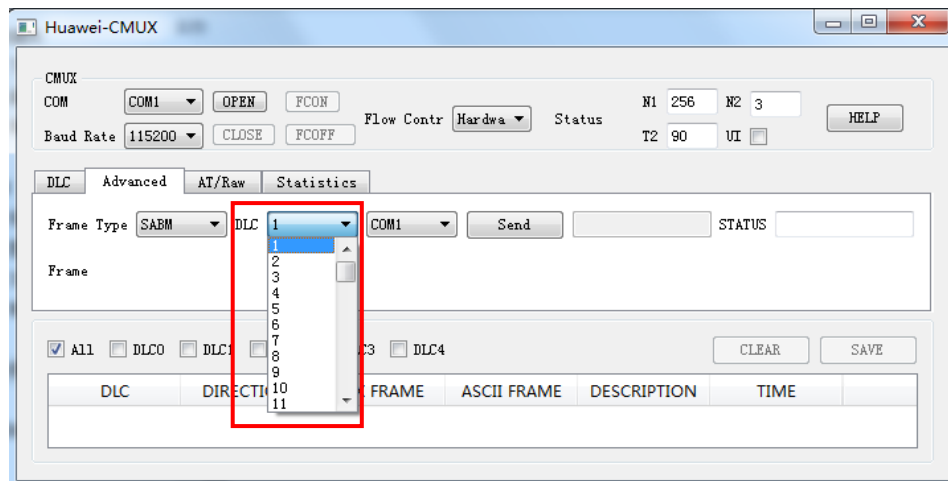 Huawei-CMUX
CMUX
COM COM1 OPEN FCON N1 256 N2 3 HELP
Flow Contr Hardwa Status
Baud Rate 115200 CLOSE FCOFF T2 90 UI
DLC Advanced AT/Raw Statistics
Frame Type SABM DLC 1 COM1 Send STATUS
1
2
Frame
3
4
5
6
7
8
9
10
11
All DLC0 DLC1 C3 DLC4 CLEAR SAVE
DLC DIRECTIO FRAME ASCII FRAME DESCRIPTION TIME